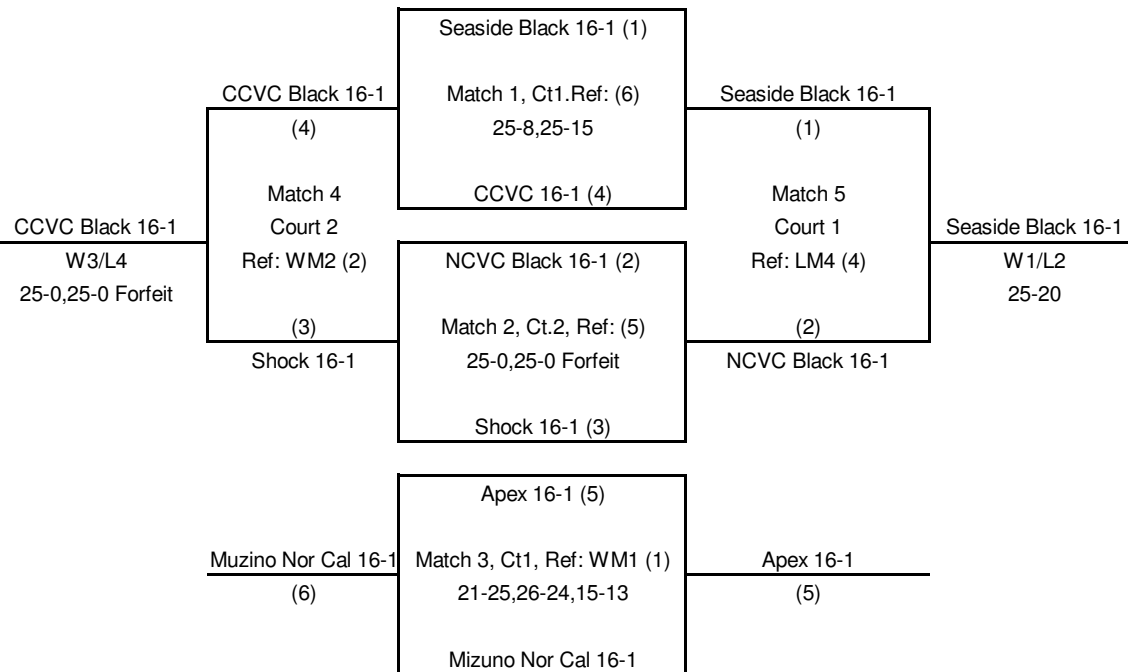 Seaside Black 16-1 (1)
CCVC Black 16-1 Match 1, Ct1.Ref: (6) Seaside Black 16-1
(4) 25-8,25-15 (1)
Match 4 CCVC 16-1 (4) Match 5
CCVC Black 16-1 Court 2 Court 1 Seaside Black 16-1
W3/L4 Ref: WM2 (2) NCVC Black 16-1 (2) Ref: LM4 (4) W1/L2
25-0,25-0 Forfeit 25-20
(3) Match 2, Ct.2, Ref: (5) (2)
Shock 16-1 25-0,25-0 Forfeit NCVC Black 16-1
Shock 16-1 (3)
Apex 16-1 (5)
Muzino Nor Cal 16-1 Match 3, Ct1, Ref: WM1 (1) Apex 16-1
(6) 21-25,26-24,15-13 (5)
Mizuno Nor Cal 16-1